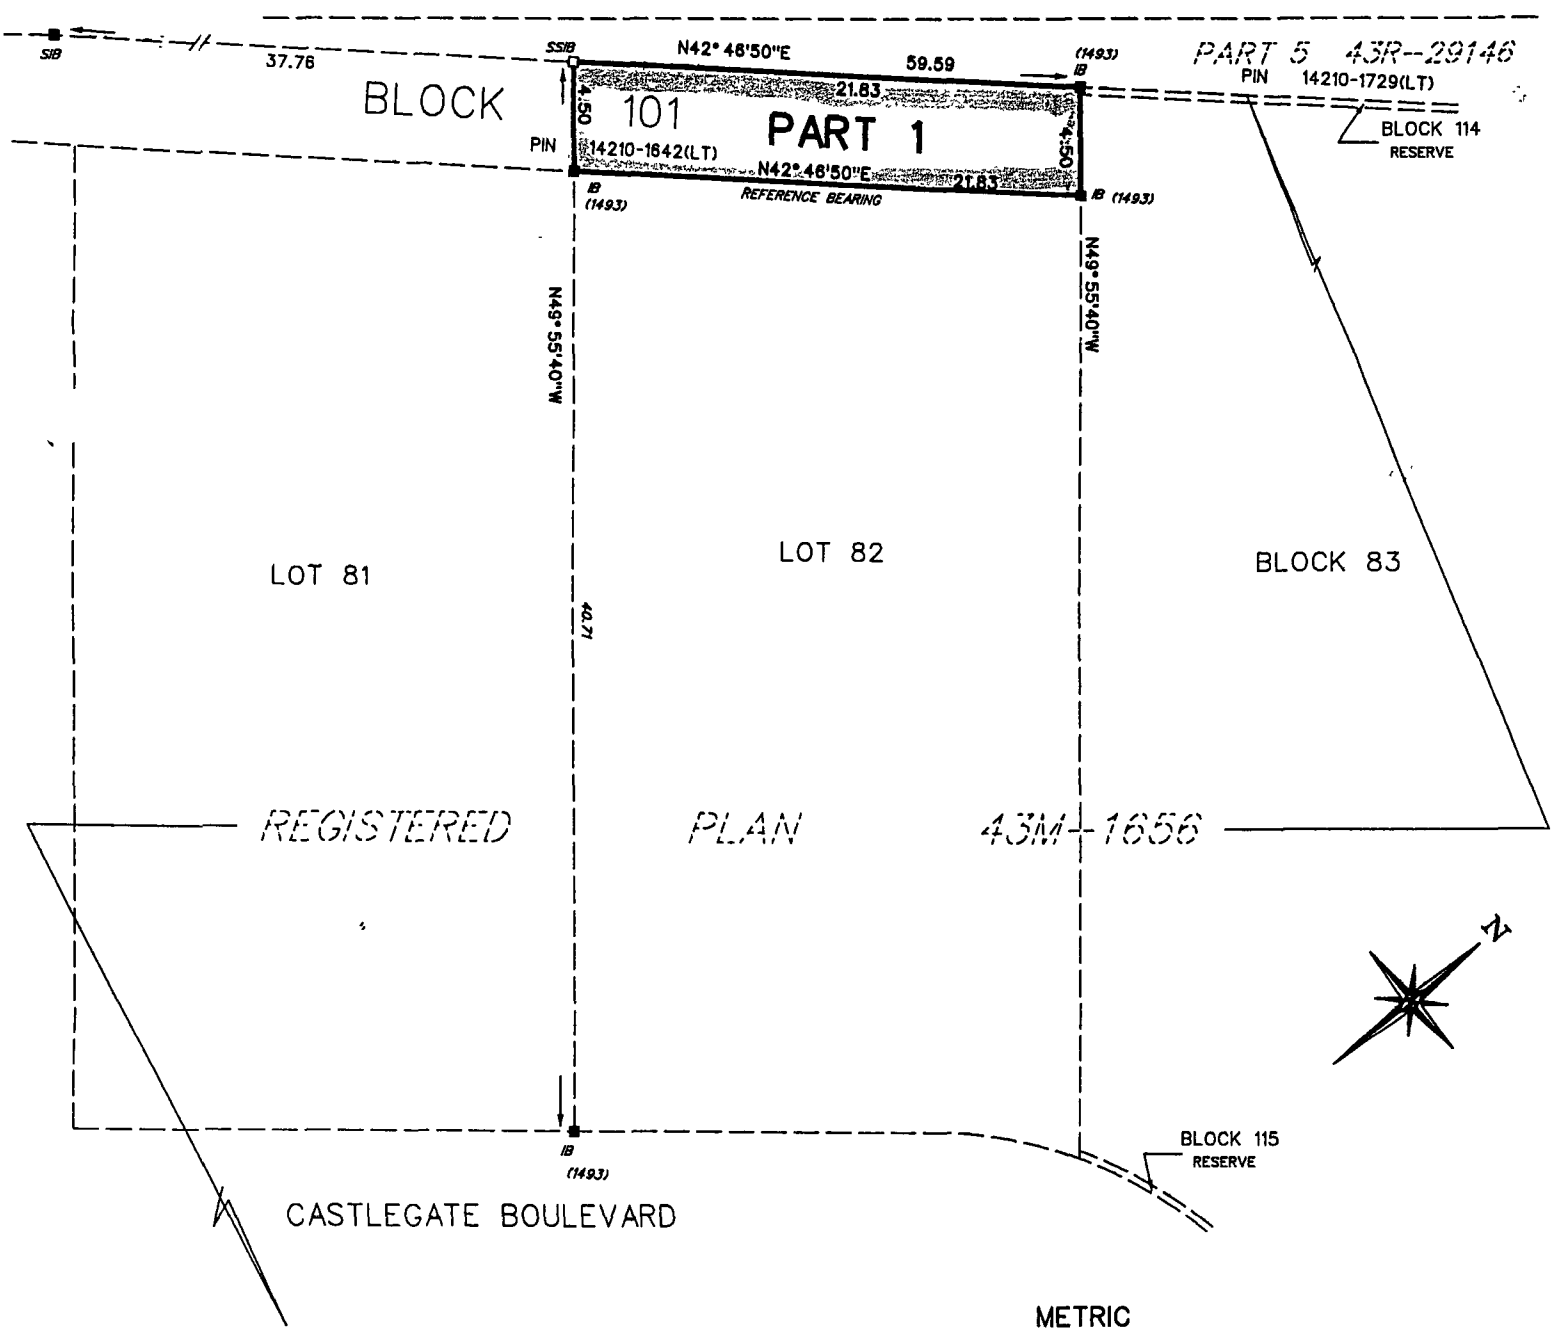 SIB
37.76
SSIB
N42° 46'50"E
59.59
(1493)
IB
PART 5 43R-29146
PIN 14210-1729(LT)
BLOCK 114
RESERVE
BLOCK 101
4.50
21.83
PART 1
4.50
PIN 14210-1642(LT)
N42° 46'50"E
21.83
REFERENCE BEARING
IB
(1493)
IB (1493)
N49° 55'40"W
N49° 55'40"W
LOT 81
LOT 82
BLOCK 83
40.71
REGISTERED PLAN 43M-1656
N
IB
(1493)
BLOCK 115
RESERVE
CASTLEGATE BOULEVARD
METRIC